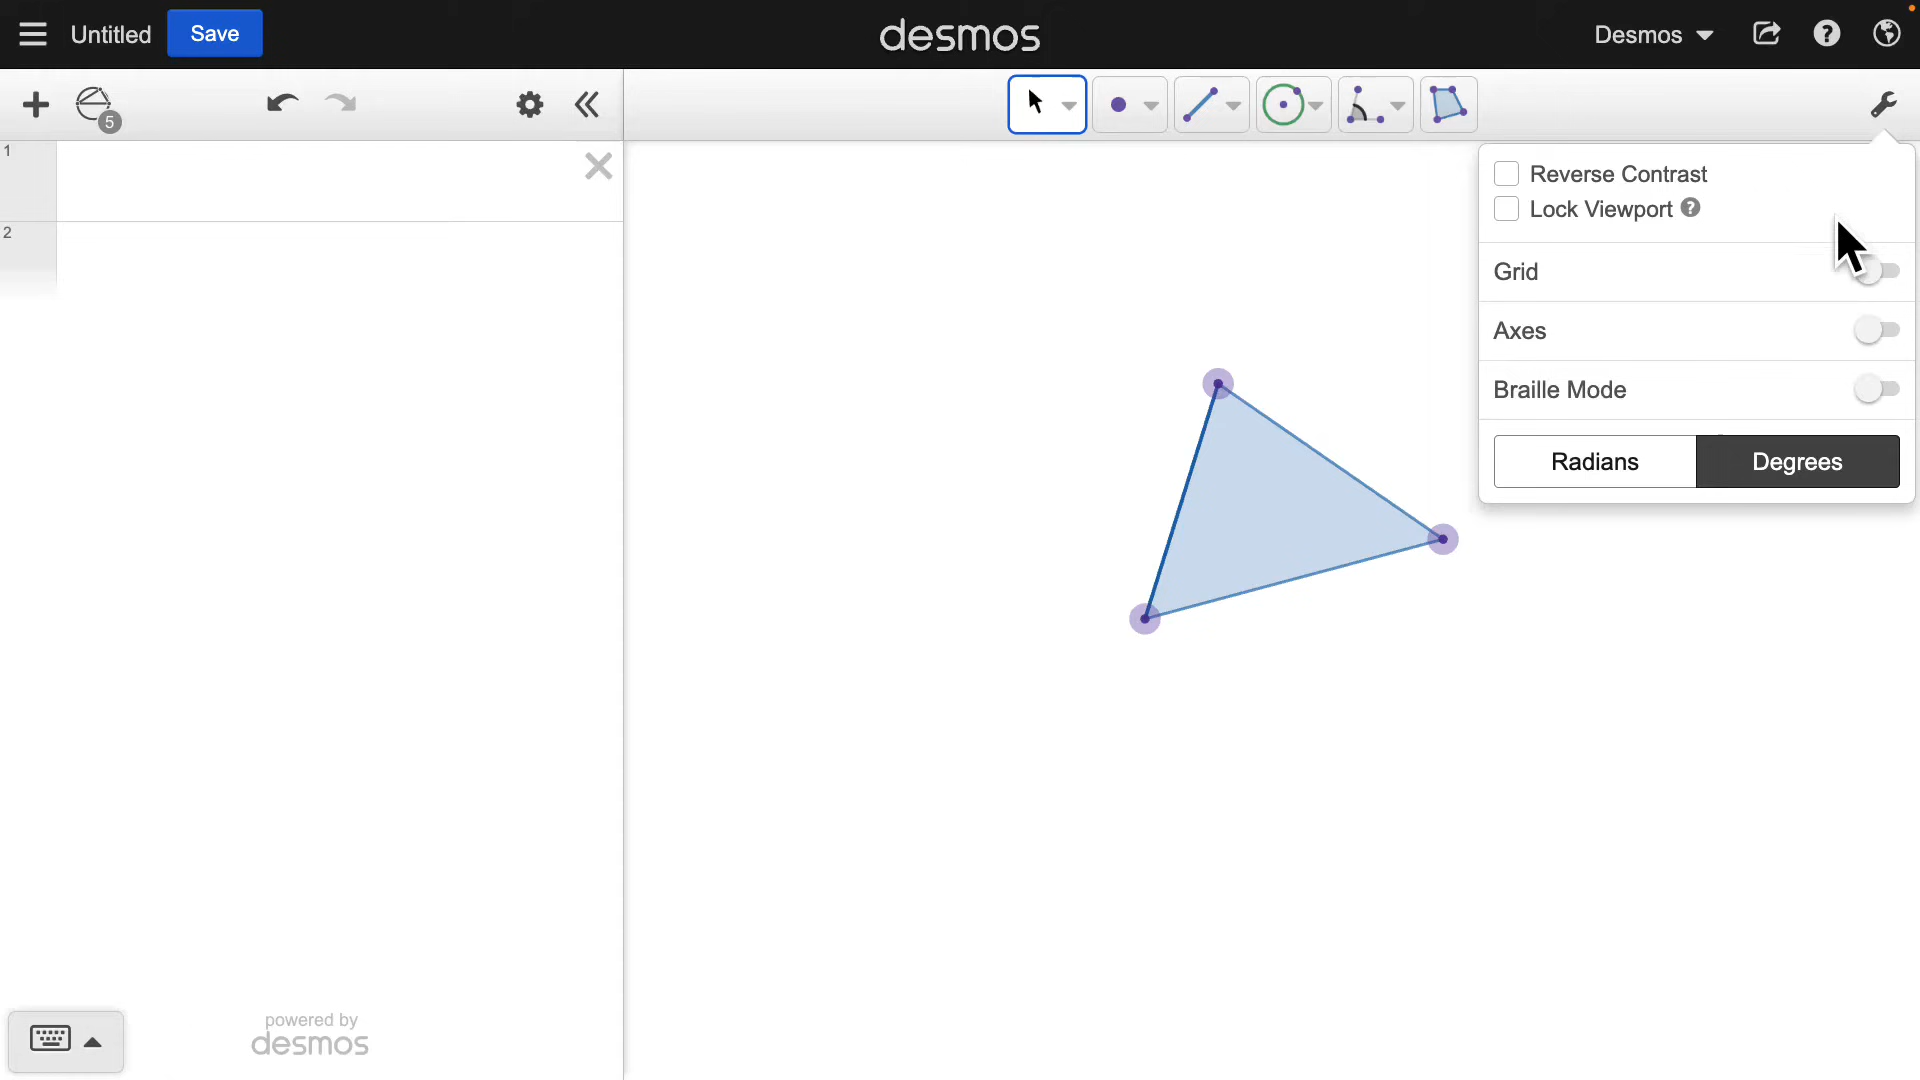 Untitled Save desmos Desmos
5
1
2
Reverse Contrast
Lock Viewport ?
Grid
Axes
Braille Mode
Radians Degrees
powered by
desmos